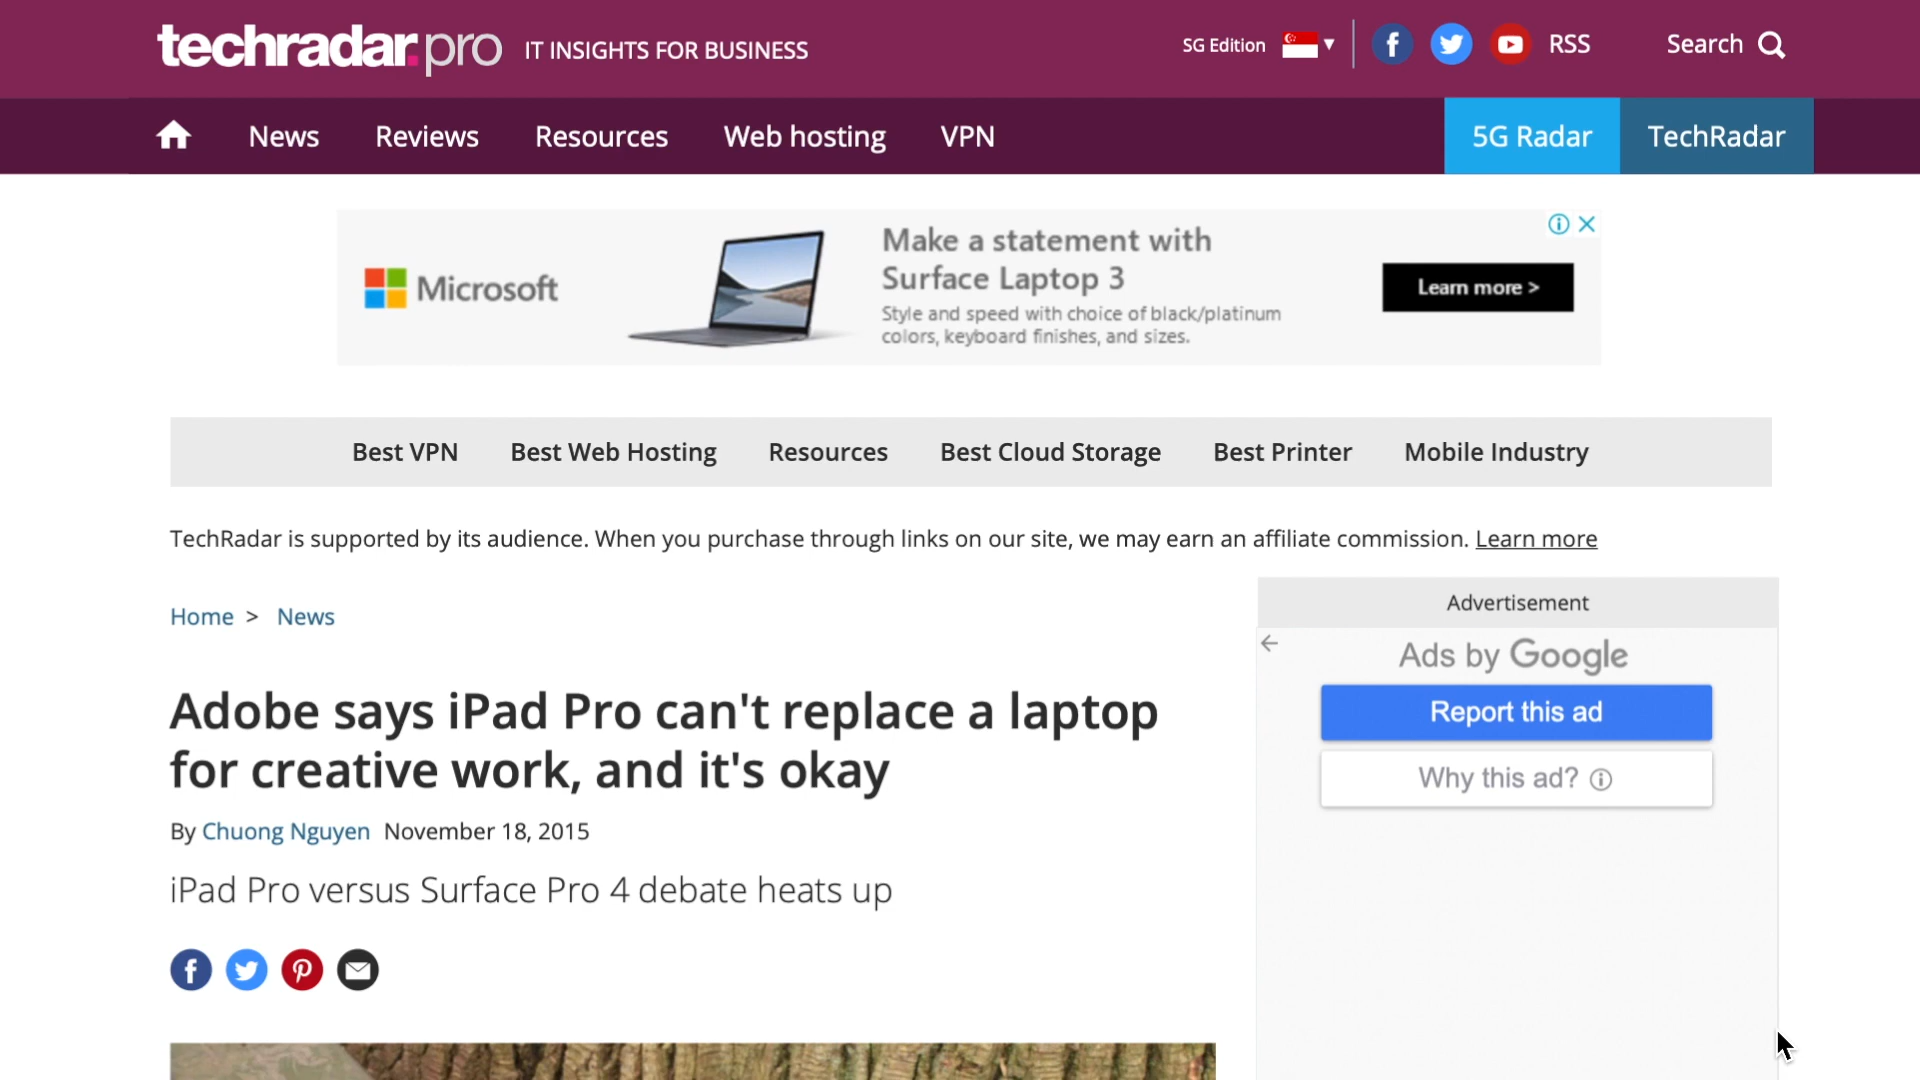 techradar.pro IT INSIGHTS FOR BUSINESS
SG Edition
RSS
Search
News
Reviews
Resources
Web hosting
VPN
5G Radar
TechRadar
Microsoft
Make a statement with
Surface Laptop 3
Style and speed with choice of black/platinum
colors, keyboard finishes, and sizes.
Learn more >
Best VPN
Best Web Hosting
Resources
Best Cloud Storage
Best Printer
Mobile Industry
TechRadar is supported by its audience. When you purchase through links on our site, we may earn an affiliate commission. Learn more
Home > News
Adobe says iPad Pro can't replace a laptop
for creative work, and it's okay
By Chuong Nguyen November 18, 2015
iPad Pro versus Surface Pro 4 debate heats up
Advertisement
Ads by Google
Report this ad
Why this ad?